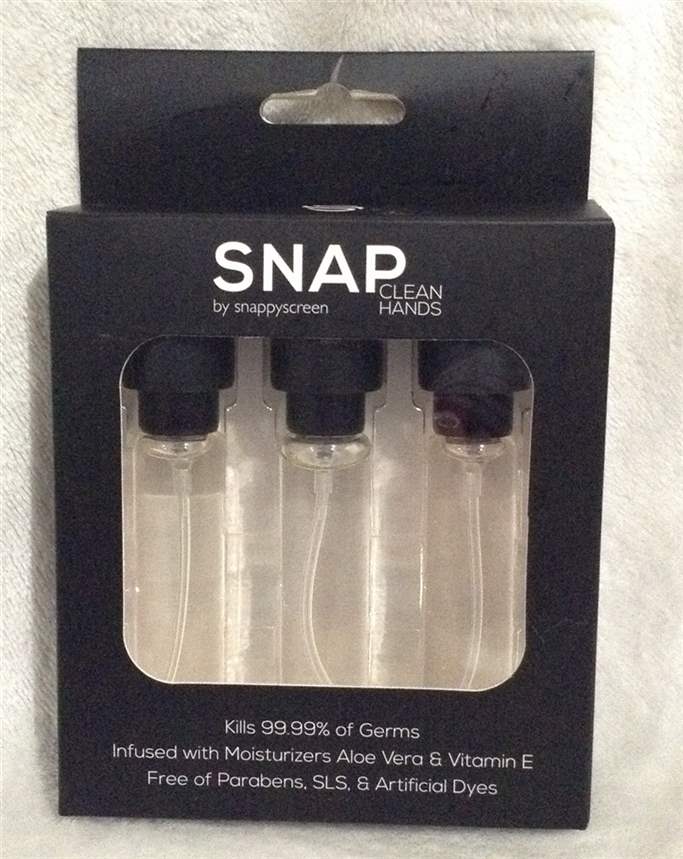 SNAP
CLEAN
by snappyscreen HANDS
Kills 99.99% of Germs
Infused with Moisturizers Aloe Vera & Vitamin E
Free of Parabens, SLS, & Artificial Dyes